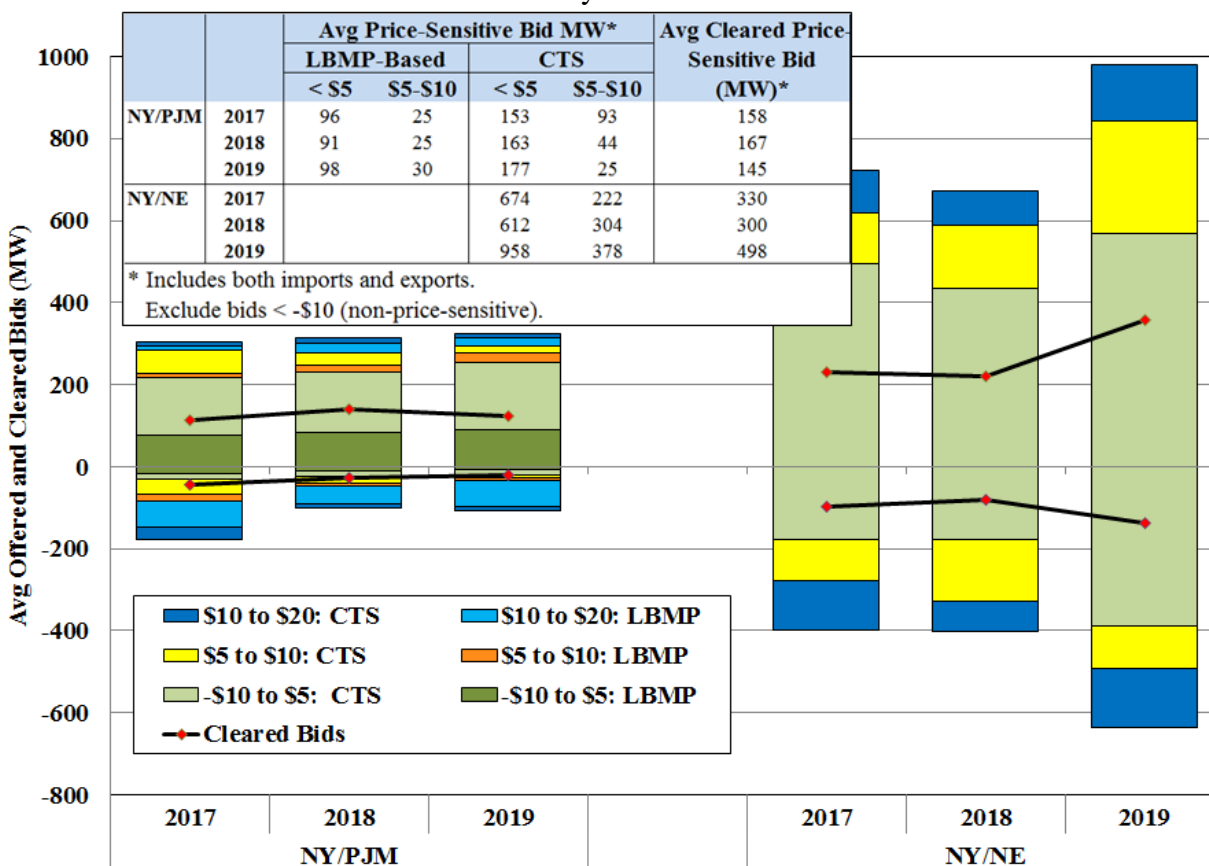 Avg Price-Sensitive Bid MW*
Avg Cleared Price-
Sensitive Bid
(MW)*
LBMP-Based
CTS
< $5 $5-$10 < $5 $5-$10
NY/PJM 2017 96 25 153 93 158
2018 91 25 163 44 167
2019 98 30 177 25 145
NY/NE 2017 674 222 330
2018 612 304 300
2019 958 378 498
* Includes both imports and exports.
Exclude bids < -$10 (non-price-sensitive).
Avg Offered and Cleared Bids (MW)
1000
800
600
400
200
0
-200
-400
-600
-800
$10 to $20: CTS
$10 to $20: LBMP
$5 to $10: CTS
$5 to $10: LBMP
-$10 to $5: CTS
-$10 to $5: LBMP
Cleared Bids
2017 2018 2019 2017 2018 2019
NY/PJM NY/NE